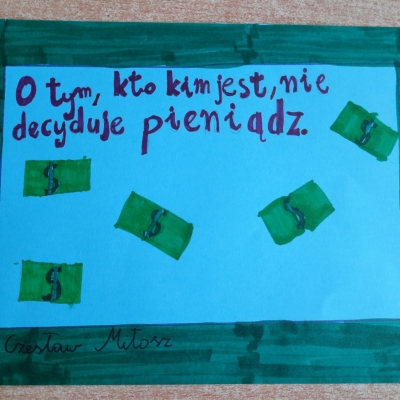 O tym, kto kim jest, nie
decyduje pieniądz.
$
$
$
$
$
Czesław Miłosz